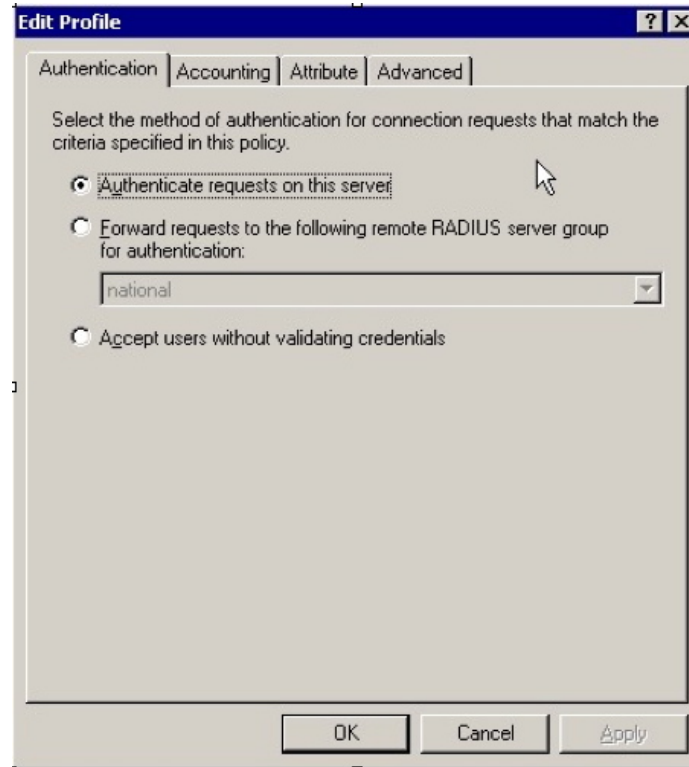 Edit Profile
Authentication Accounting Attribute Advanced
Select the method of authentication for connection requests that match the
criteria specified in this policy.
Authenticate requests on this server
Forward requests to the following remote RADIUS server group
for authentication:
national
Accept users without validating credentials
OK Cancel Apply